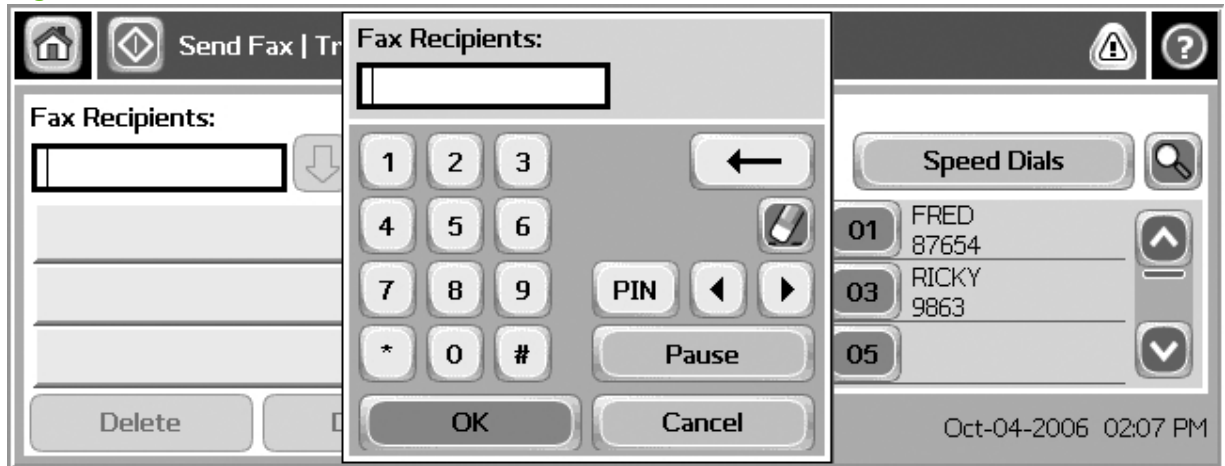 Send Fax | Tr
Fax Recipients:
Fax Recipients:
1 2 3
4 5 6
7 8 9 PIN
* 0 # Pause
OK Cancel
Speed Dials
01 FRED
87654
03 RICKY
9863
05
Delete
Oct-04-2006 02:07 PM